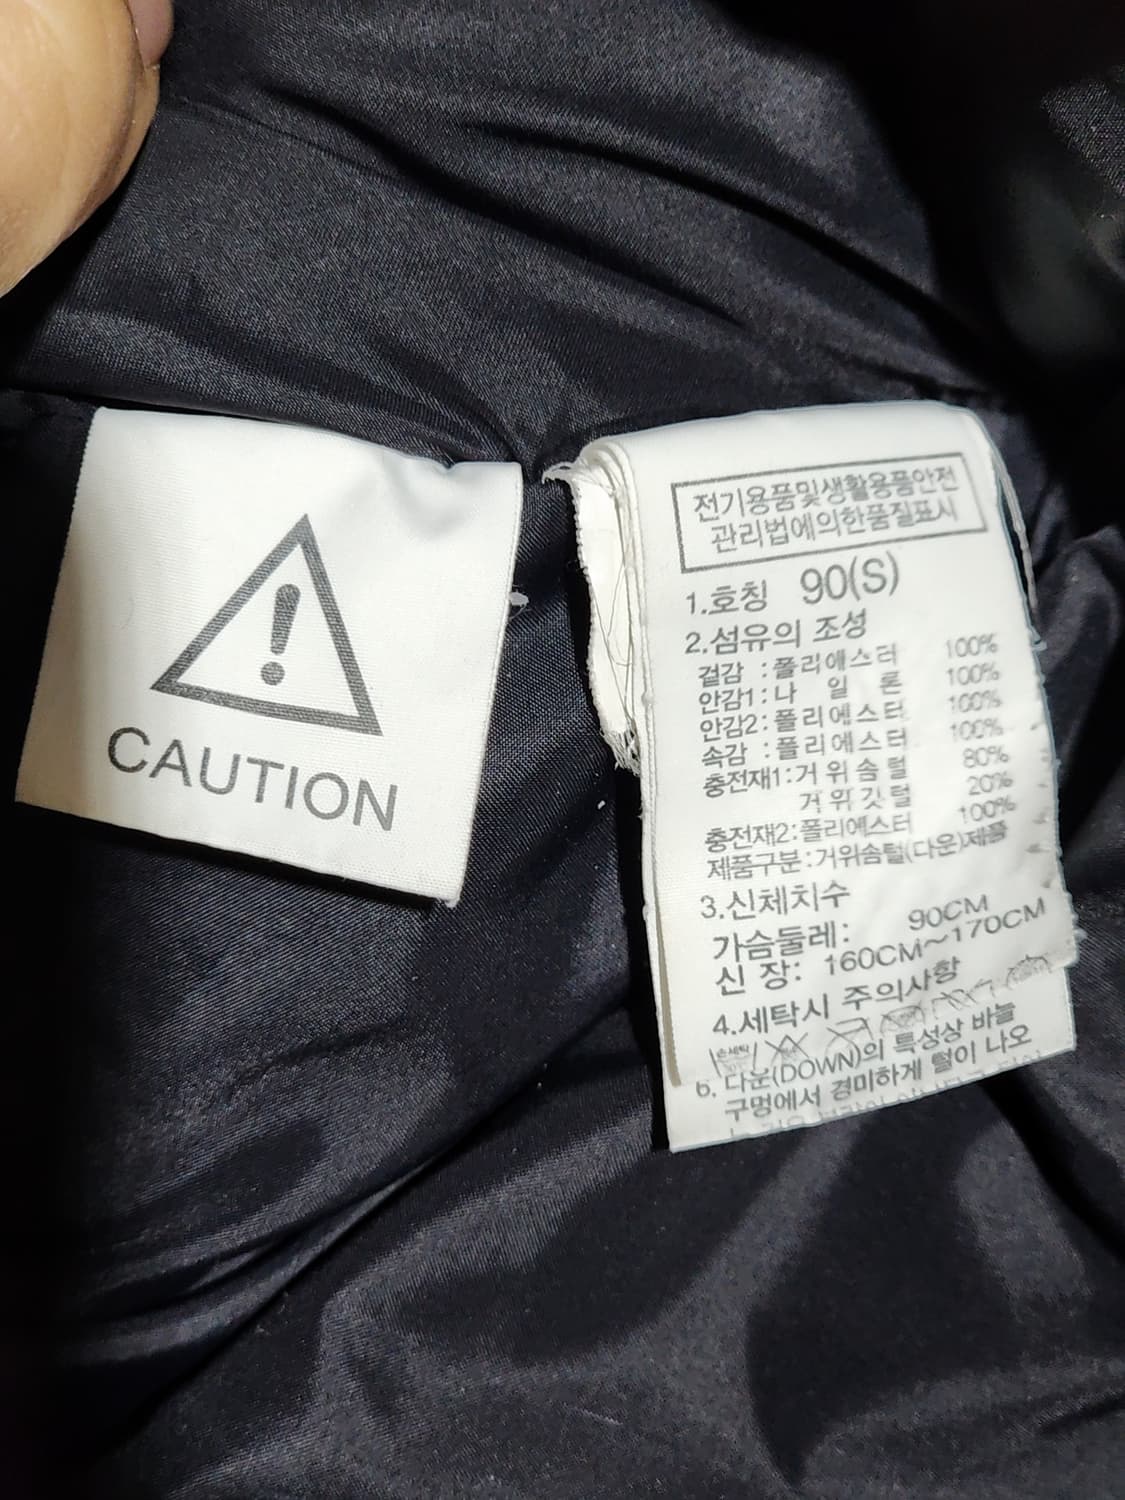 CAUTION
전기용품및생활용품안전
관리법에의한품질표시
1.호칭 90(S)
2.섬유의 조성
겉감 :폴리에스터 100%
안감1:나 일 론 100%
안감2:폴리에스터 100%
속감 :폴리에스터 100%
충전재1:거위솜털 80%
거위깃털 20%
충전재2:폴리에스터 100%
제품구분:거위솜털(다운)제품
3.신체치수
가슴둘레: 90CM
신 장: 160CM~170CM
4.세탁시 주의사항
손세탁
6. 다운(DOWN)의 특성상 바늘
구멍에서 경미하게 털이 나오